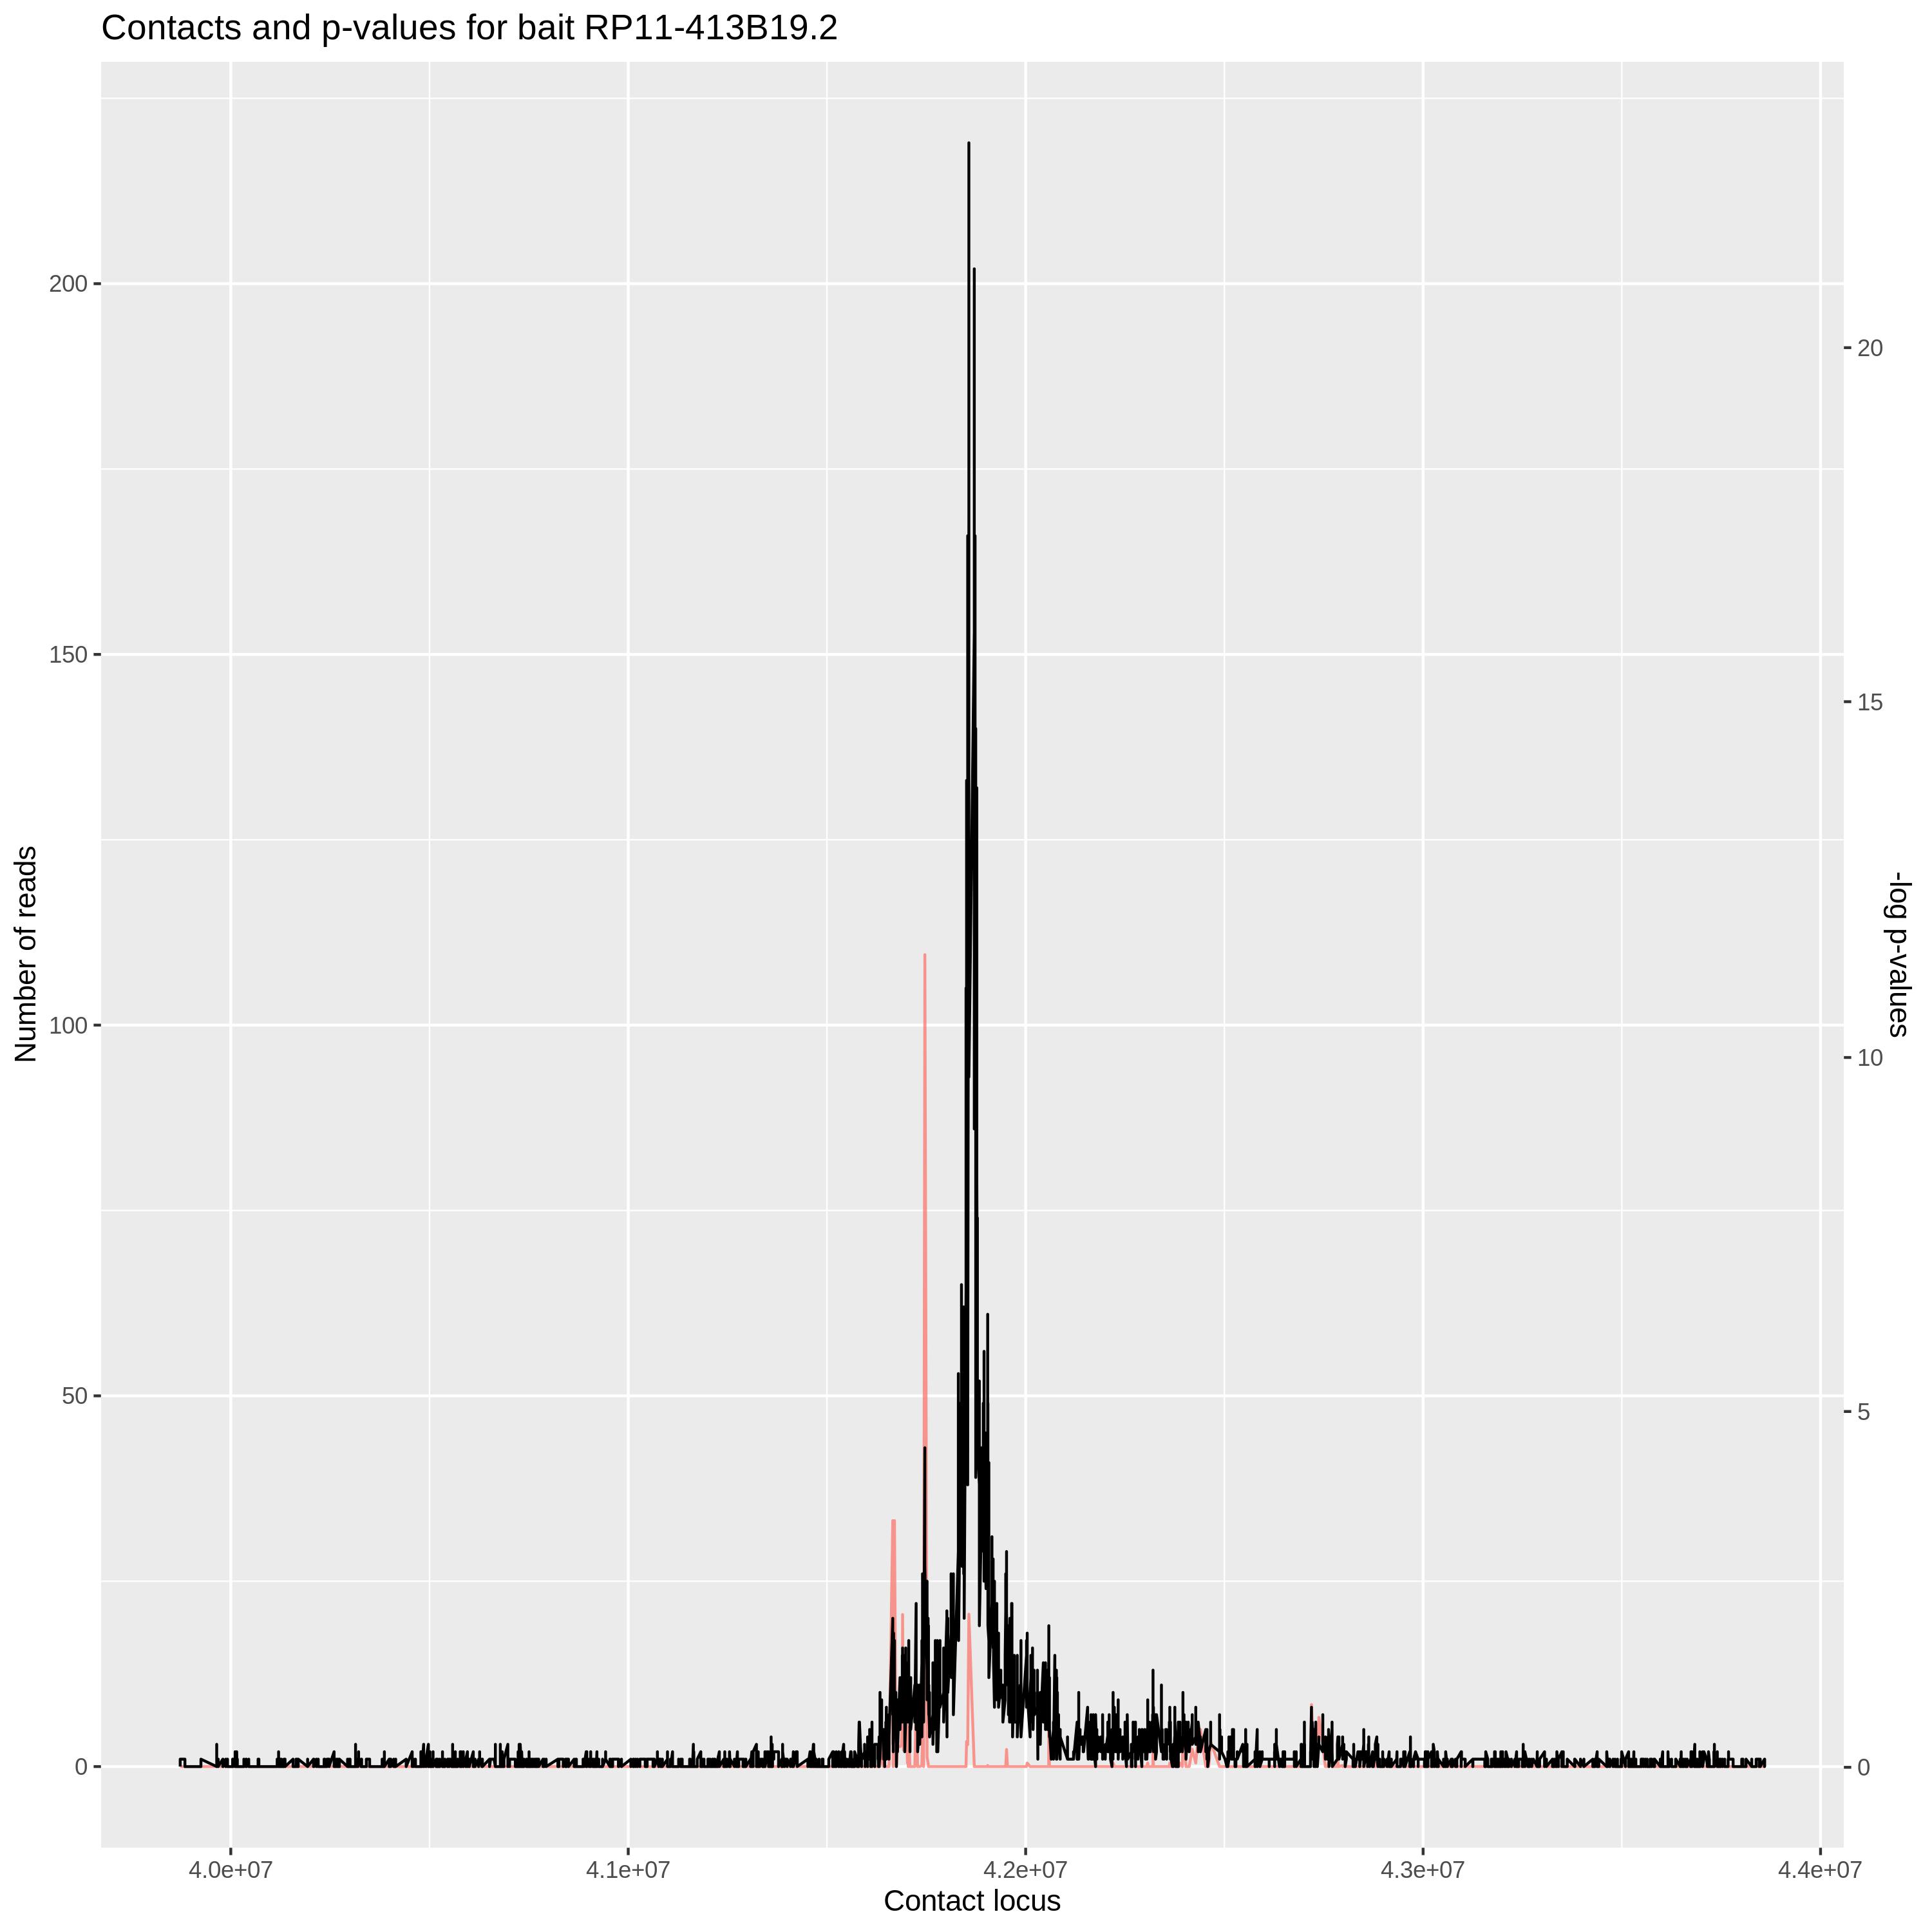 Contacts and p-values for bait RP11-413B19.2
Number of reads
200
150
100
50
0
20
15
10
5
0
-log p-values
4.0e+07 4.1e+07 4.2e+07 4.3e+07 4.4e+07
Contact locus